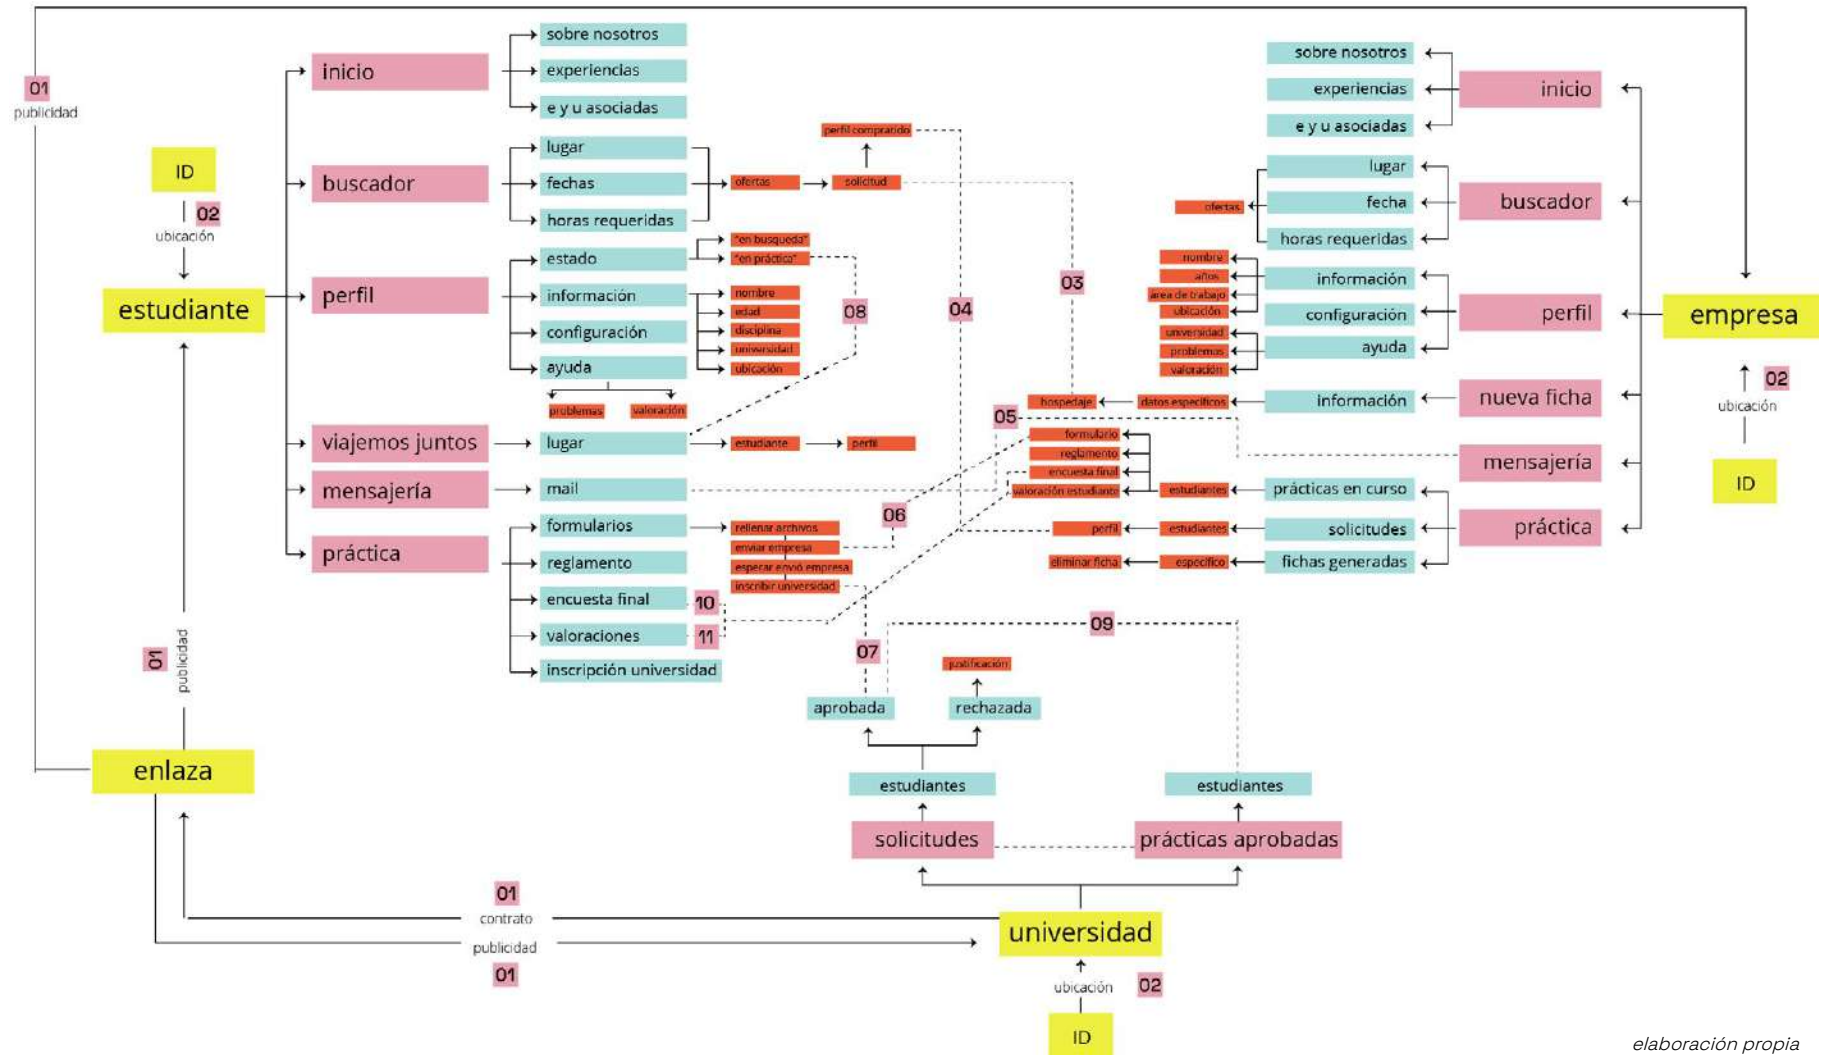 01
publicidad
ID
02
ubicación
estudiante
inicio
sobre nosotros
experiencias
e y u asociadas
buscador
lugar
fechas
horas requeridas
ofertas
solicitud
perfil compratido
perfil
estado
"en busqueda"
"en práctica"
información
nombre
edad
disciplina
universidad
ubicación
configuración
ayuda
problemas
valoración
viajemos juntos
lugar
estudiante
perfil
mensajería
mail
práctica
formularios
rellenar archivos
enviar empresa
esperar envió empresa
inscribir universidad
reglamento
encuesta final
10
valoraciones
11
inscripción universidad
08
04
03
05
06
07
09
sobre nosotros
experiencias
e y u asociadas
inicio
lugar
fecha
horas requeridas
ofertas
buscador
nombre
años
área de trabajo
ubicación
información
configuración
universidad
problemas
valoración
ayuda
perfil
empresa
02
ubicación
ID
hospedaje
datos específicos
información
nueva ficha
mensajería
formulario
reglamento
encuesta final
valoración estudiante
estudiantes
prácticas en curso
perfil
estudiantes
solicitudes
práctica
eliminar ficha
específico
fichas generadas
justificación
aprobada
rechazada
estudiantes
estudiantes
solicitudes
prácticas aprobadas
01
publicidad
enlaza
01
contrato
publicidad
01
universidad
ubicación
02
ID
elaboración propia